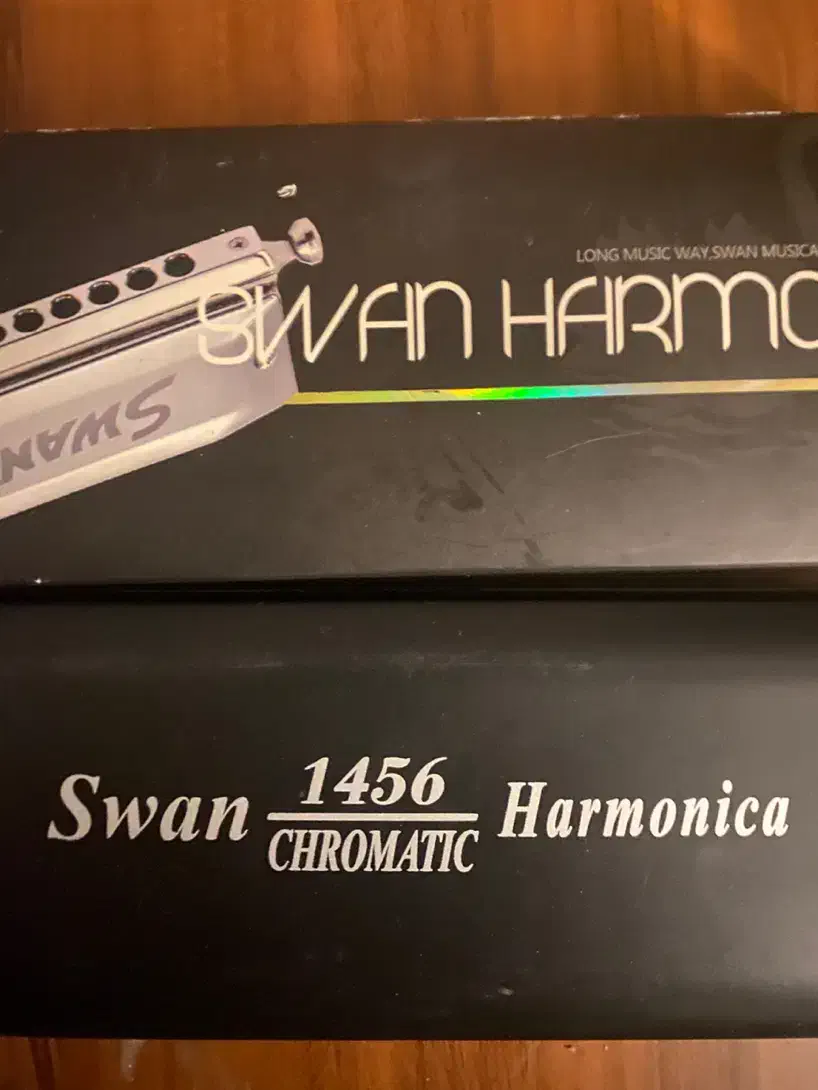 LONG MUSIC WAY,SWAN MUSICA
SWAN HARMO
SWAN
Swan 1456 Harmonica
CHROMATIC